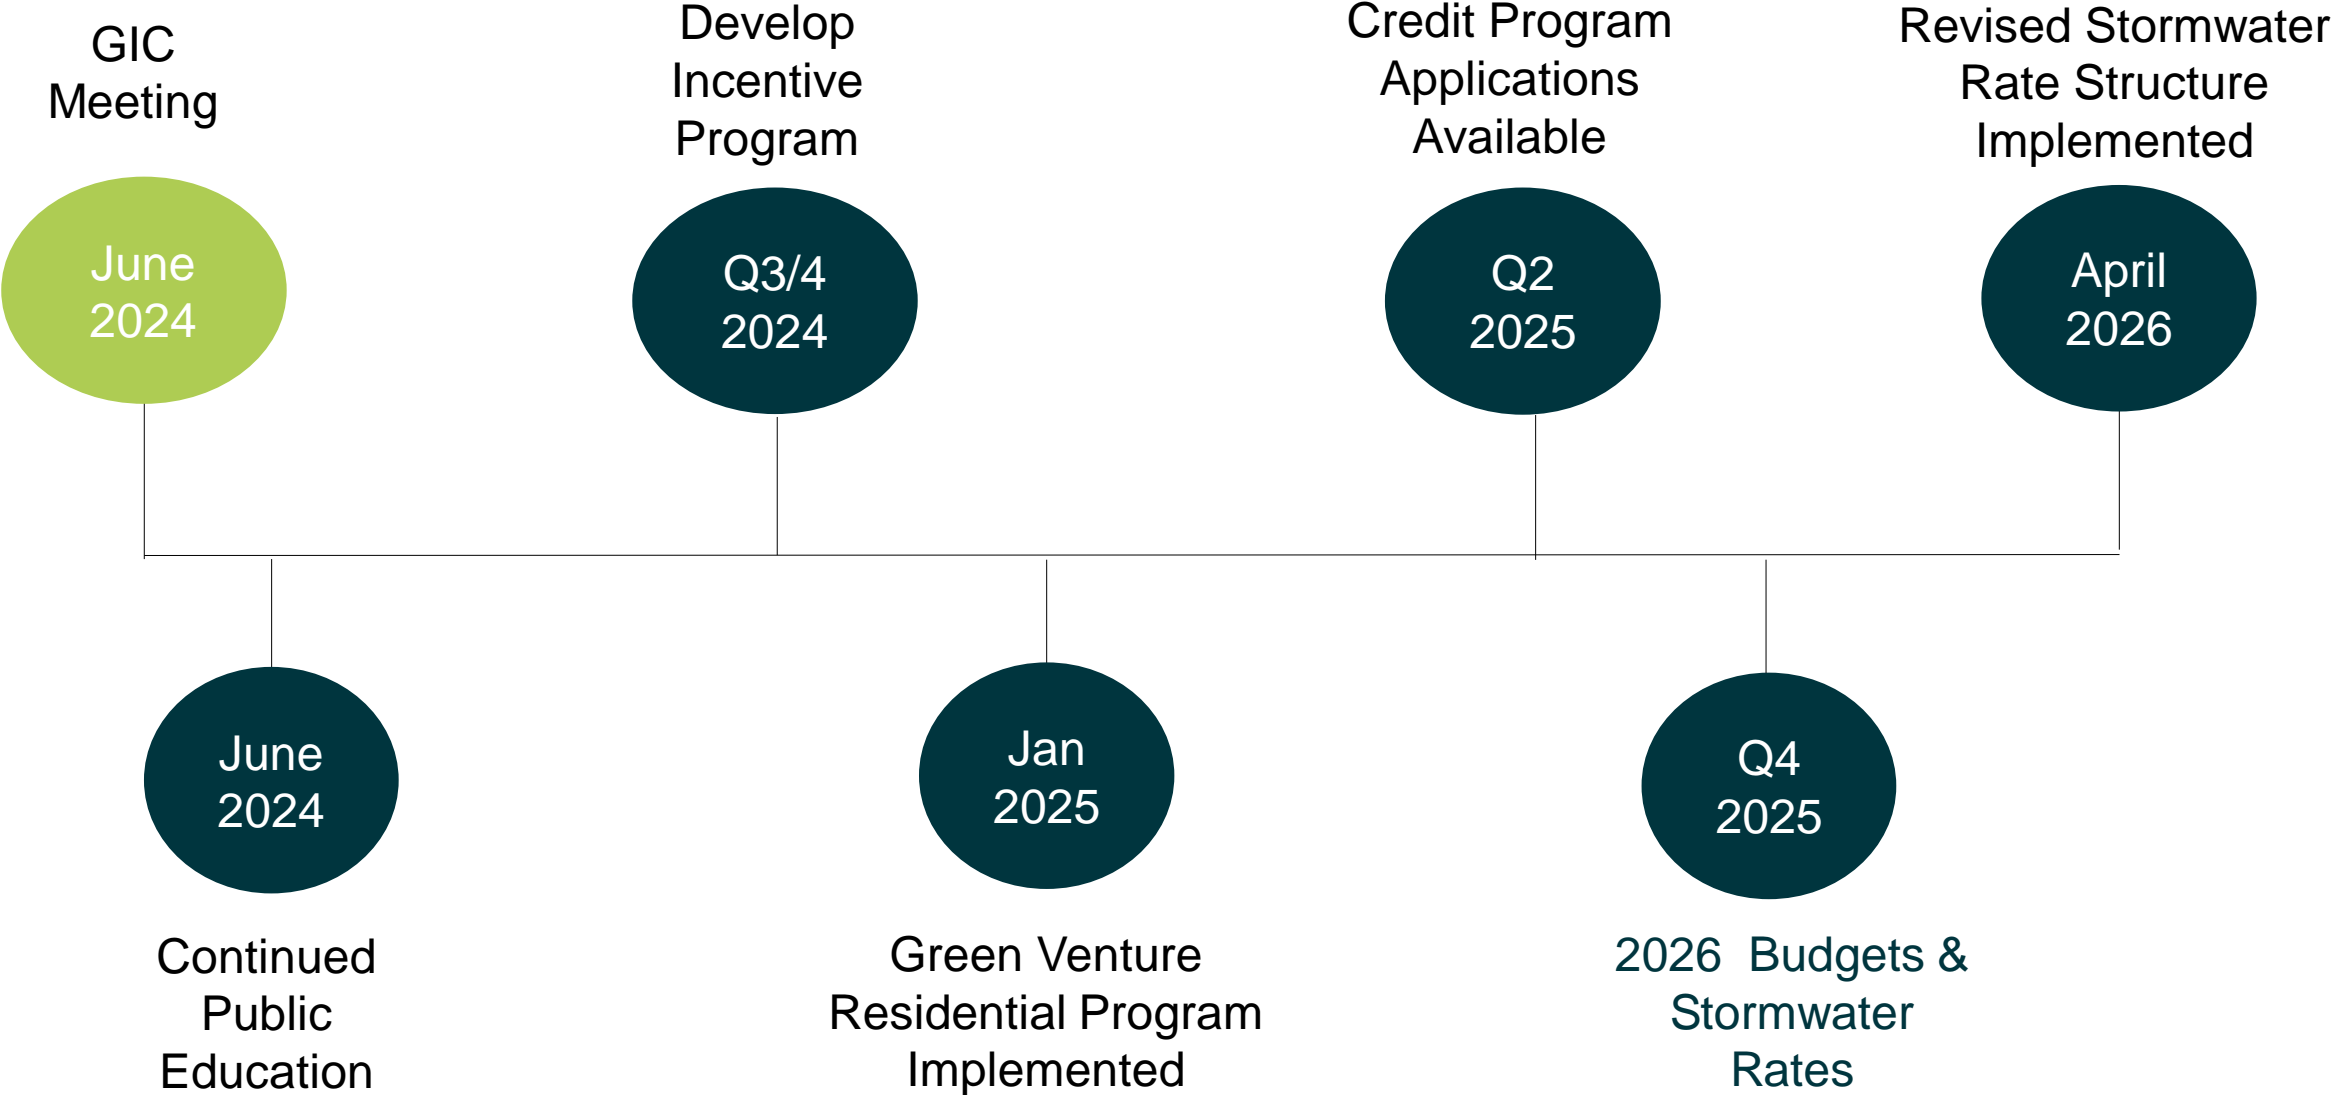 GIC
Meeting
June
2024
Develop
Incentive
Program
Q3/4
2024
Credit Program
Applications
Available
Q2
2025
Revised Stormwater
Rate Structure
Implemented
April
2026
June
2024
Continued
Public
Education
Jan
2025
Green Venture
Residential Program
Implemented
Q4
2025
2026  Budgets &
Stormwater
Rates